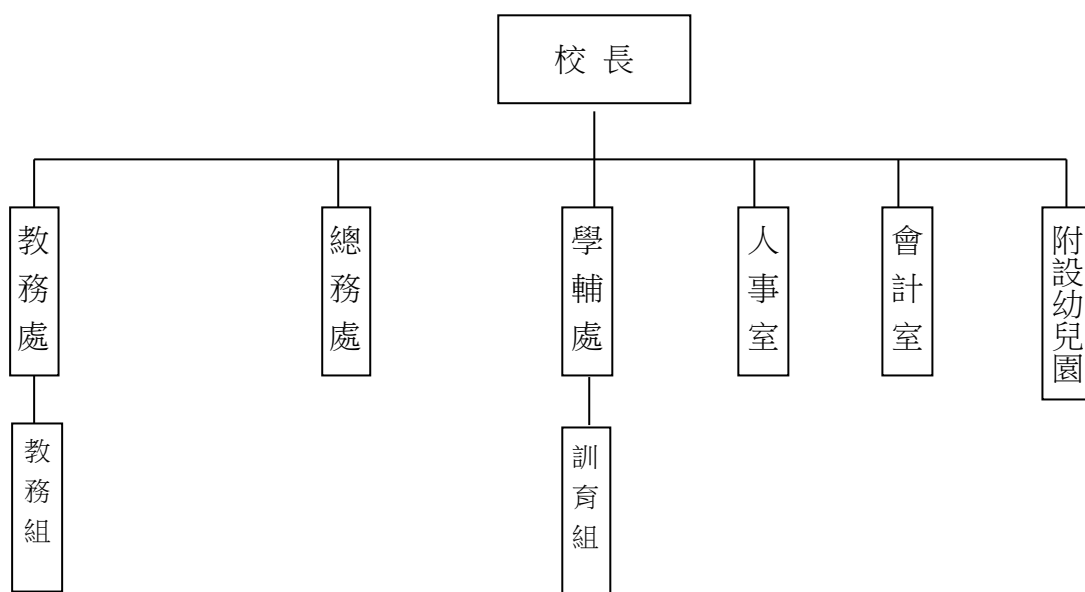 校長
教務處
總務處
學輔處
人事室
會計室
附設幼兒園
教務組
訓育組